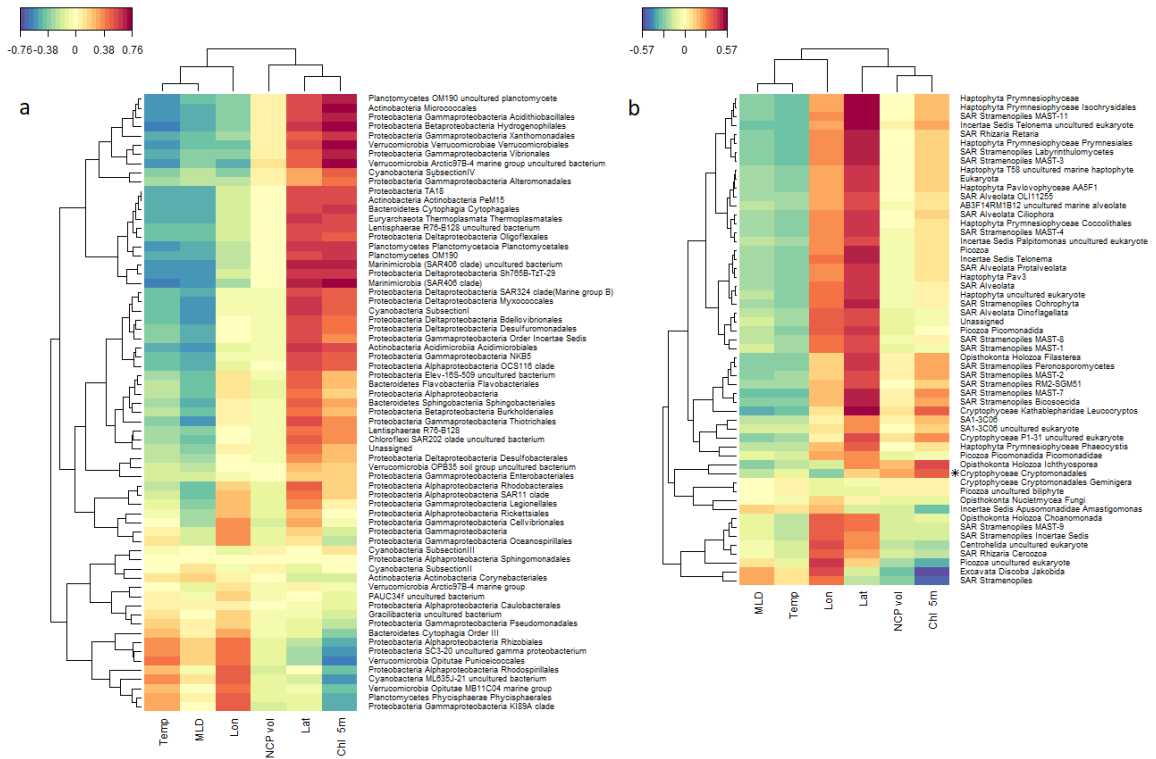 -0.76 -0.38 0 0.38 0.76
a
Planctomycetes OM190 uncultured planctomycete
Actinobacteria Micrococcales
Proteobacteria Gammaproteobacteria Acidithiobacillales
Proteobacteria Betaproteobacteria Hydrogenophilales
Proteobacteria Gammaproteobacteria Xanthomonadales
Verrucomicrobia Verrucomicrobiae Verrucomicrobiales
Proteobacteria Gammaproteobacteria Vibrionales
Verrucomicrobia Arctic97B-4 marine group uncultured bacterium
Cyanobacteria SubsectionIV
Proteobacteria Gammaproteobacteria Alteromonadales
Proteobacteria TA18
Actinobacteria Actinobacteria PeM15
Bacteroidetes Cytophagia Cytophagales
Euryarchaeota Thermoplasmata Thermoplasmatales
Lentisphaerae R76-B128 uncultured bacterium
Proteobacteria Deltaproteobacteria Oligoflexales
Planctomycetes Planctomycetacia Planctomycetales
Planctomycetes OM190
Marinimicrobia (SAR406 clade) uncultured bacterium
Proteobacteria Deltaproteobacteria Sh765B-TzT-29
Marinimicrobia (SAR406 clade)
Proteobacteria Deltaproteobacteria SAR324 clade(Marine group B)
Proteobacteria Deltaproteobacteria Myxococcales
Cyanobacteria SubsectionI
Proteobacteria Deltaproteobacteria Bdellovibrionales
Proteobacteria Deltaproteobacteria Desulfuromonadales
Proteobacteria Gammaproteobacteria Order Incertae Sedis
Actinobacteria Acidimicrobiia Acidimicrobiales
Proteobacteria Gammaproteobacteria NKB5
Proteobacteria Alphaproteobacteria OCS116 clade
Proteobacteria Elev-16S-509 uncultured bacterium
Bacteroidetes Flavobacteriia Flavobacteriales
Proteobacteria Alphaproteobacteria
Bacteroidetes Sphingobacteriia Sphingobacteriales
Proteobacteria Betaproteobacteria Burkholderiales
Proteobacteria Gammaproteobacteria Thiotrichales
Lentisphaerae R76-B128
Chloroflexi SAR202 clade uncultured bacterium
Unassigned
Proteobacteria Deltaproteobacteria Desulfobacterales
Verrucomicrobia OPB35 soil group uncultured bacterium
Proteobacteria Gammaproteobacteria Enterobacteriales
Proteobacteria Alphaproteobacteria Rhodobacterales
Proteobacteria Alphaproteobacteria SAR11 clade
Proteobacteria Gammaproteobacteria Legionellales
Proteobacteria Alphaproteobacteria Rickettsiales
Proteobacteria Gammaproteobacteria Cellvibrionales
Proteobacteria Gammaproteobacteria
Proteobacteria Gammaproteobacteria Oceanospirillales
Cyanobacteria SubsectionIII
Proteobacteria Alphaproteobacteria Sphingomonadales
Cyanobacteria SubsectionII
Actinobacteria Actinobacteria Corynebacteriales
Verrucomicrobia Arctic97B-4 marine group
PAUC34f uncultured bacterium
Proteobacteria Alphaproteobacteria Caulobacterales
Gracilibacteria uncultured bacterium
Proteobacteria Gammaproteobacteria Pseudomonadales
Bacteroidetes Cytophagia Order III
Proteobacteria Alphaproteobacteria Rhizobiales
Proteobacteria SC3-20 uncultured gamma proteobacterium
Verrucomicrobia Opitutae Puniceicoccales
Proteobacteria Alphaproteobacteria Rhodospirillales
Cyanobacteria ML635J-21 uncultured bacterium
Verrucomicrobia Opitutae MB11C04 marine group
Planctomycetes Phycisphaerae Phycisphaerales
Proteobacteria Gammaproteobacteria KI89A clade
Temp MLD Lon NCP vol Lat Chl 5m
-0.57 0 0.57
b
Haptophyta Prymnesiophyceae
Haptophyta Prymnesiophyceae Isochrysidales
SAR Stramenopiles MAST-11
Incertae Sedis Telonema uncultured eukaryote
SAR Rhizaria Retaria
Haptophyta Prymnesiophyceae Prymnesiales
SAR Stramenopiles Labyrinthulomycetes
SAR Stramenopiles MAST-3
Haptophyta T58 uncultured marine haptophyte
Eukaryota
Haptophyta Pavlovophyceae AA5F1
SAR Alveolata OLI11255
AB3F14RM1B12 uncultured marine alveolate
SAR Alveolata Ciliophora
Haptophyta Prymnesiophyceae Coccolithales
SAR Stramenopiles MAST-4
Incertae Sedis Palpitomonas uncultured eukaryote
Picozoa
Incertae Sedis Telonema
SAR Alveolata Protalveolata
Haptophyta Pav3
SAR Alveolata
Haptophyta uncultured eukaryote
SAR Stramenopiles Ochrophyta
SAR Alveolata Dinoflagellata
Unassigned
Picozoa Picomonadida
SAR Stramenopiles MAST-8
SAR Stramenopiles MAST-1
Opisthokonta Holozoa Filasterea
SAR Stramenopiles Peronosporomycetes
SAR Stramenopiles MAST-2
SAR Stramenopiles RM2-SGM51
SAR Stramenopiles MAST-7
SAR Stramenopiles Bicosoecida
Cryptophyceae Kathablepharidae Leucocryptos
SA1-3C06
SA1-3C06 uncultured eukaryote
Cryptophyceae P1-31 uncultured eukaryote
Haptophyta Prymnesiophyceae Phaeocystis
Picozoa Picomonadida Picomonadidae
Opisthokonta Holozoa Ichthyosporea
✳Cryptophyceae Cryptomonadales
Cryptophyceae Cryptomonadales Geminigera
Picozoa uncultured biliphyte
Opisthokonta Nucletmycea Fungi
Incertae Sedis Apusomonadidae Amastigomonas
Opisthokonta Holozoa Choanomonada
SAR Stramenopiles MAST-9
SAR Stramenopiles Incertae Sedis
Centrohelida uncultured eukaryote
SAR Rhizaria Cercozoa
Picozoa uncultured eukaryote
Excavata Discoba Jakobida
SAR Stramenopiles
MLD Temp Lon Lat NCP vol Chl 5m